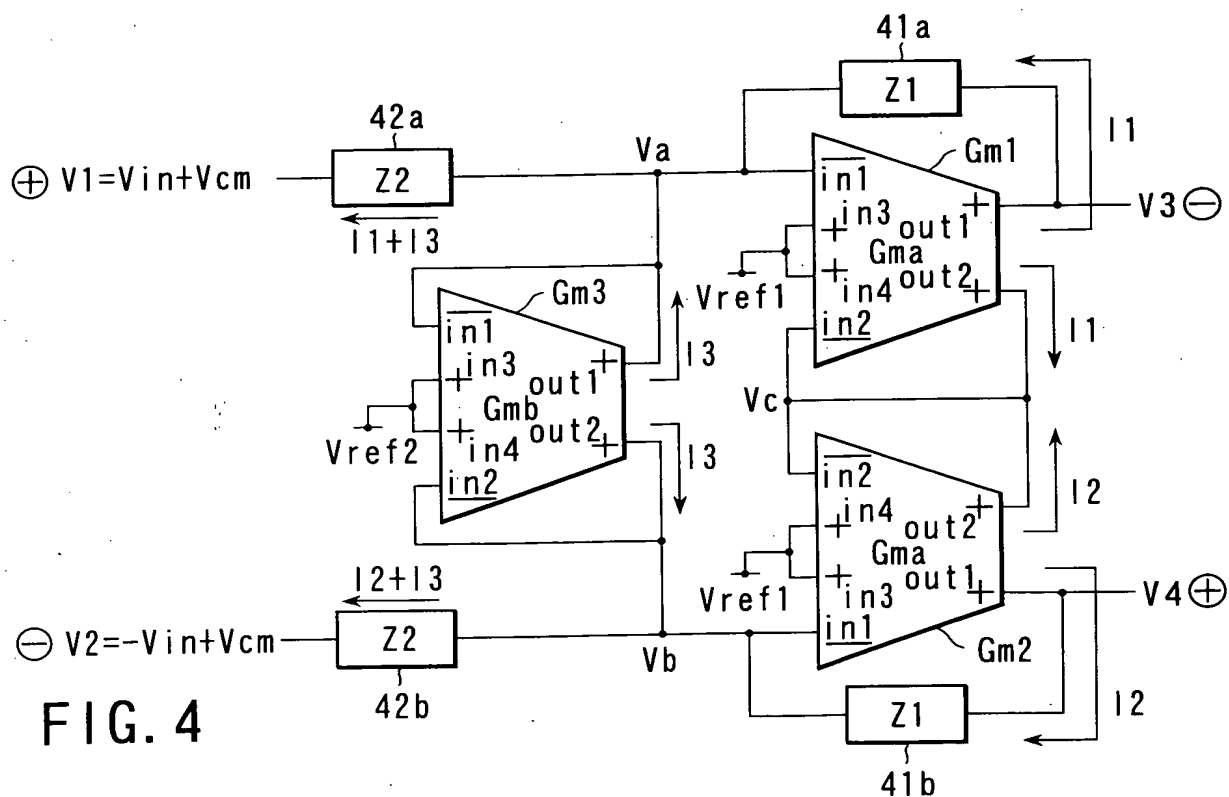 41a
Z1
42a
I1
Va
Gm1
⊕ V1=Vin+Vcm
Z2
in1
in3
+
+
out1
V3 ⊖
I1+I3
Gma
+
in4
out2
+
Vref1
in2
Gm3
in1
I3
I1
in3
+
+
out1
Vc
Gmb
+
in4
out2
+
Vref2
in2
I3
in2
I2
in4
+
+
out2
Gma
I2+I3
+
in3
out1
+
Vref1
V4 ⊕
in1
⊖ V2=-Vin+Vcm
Z2
Vb
Gm2
42b
Z1
I2
FIG. 4
41b